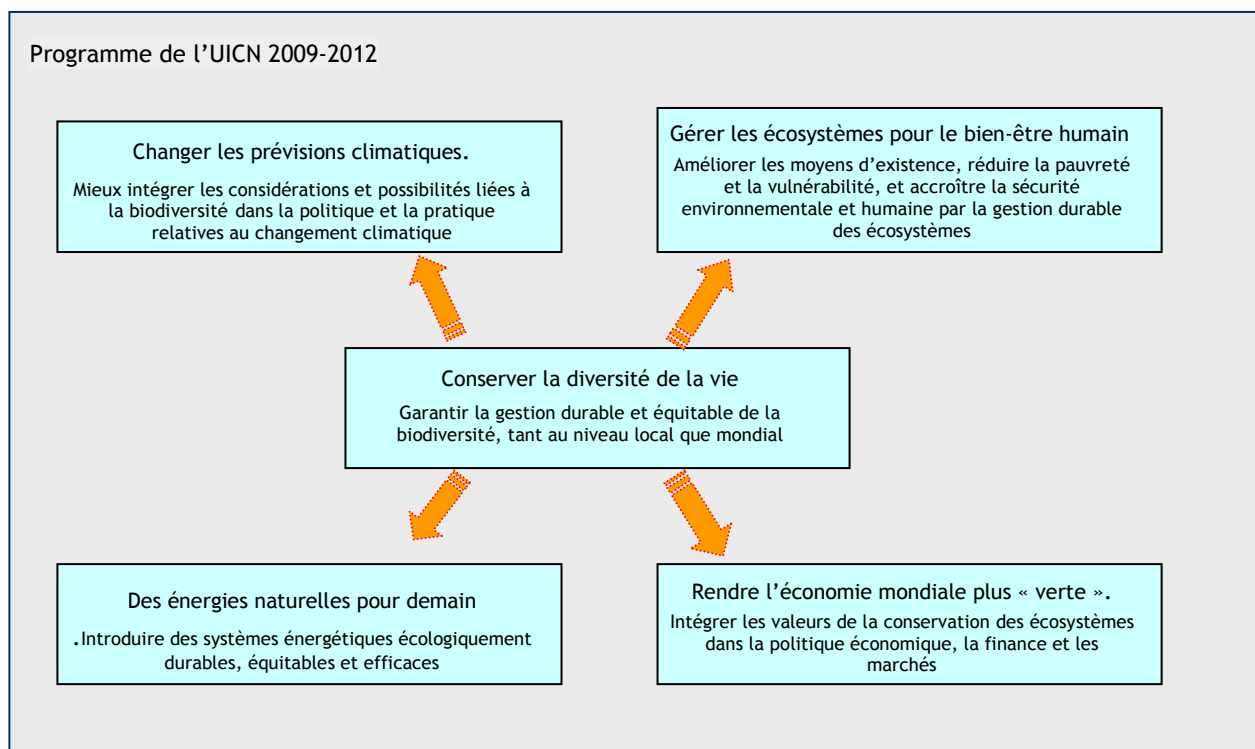 Programme de l’UICN 2009-2012
Changer les prévisions climatiques.
Mieux intégrer les considérations et possibilités liées à
la biodiversité dans la politique et la pratique
relatives au changement climatique
Gérer les écosystèmes pour le bien-être humain
Améliorer les moyens d’existence, réduire la pauvreté
et la vulnérabilité, et accroître la sécurité
environnementale et humaine par la gestion durable
des écosystèmes
Conserver la diversité de la vie
Garantir la gestion durable et équitable de la
biodiversité, tant au niveau local que mondial
Des énergies naturelles pour demain
.Introduire des systèmes énergétiques écologiquement
durables, équitables et efficaces
Rendre l’économie mondiale plus « verte ».
Intégrer les valeurs de la conservation des écosystèmes
dans la politique économique, la finance et les
marchés